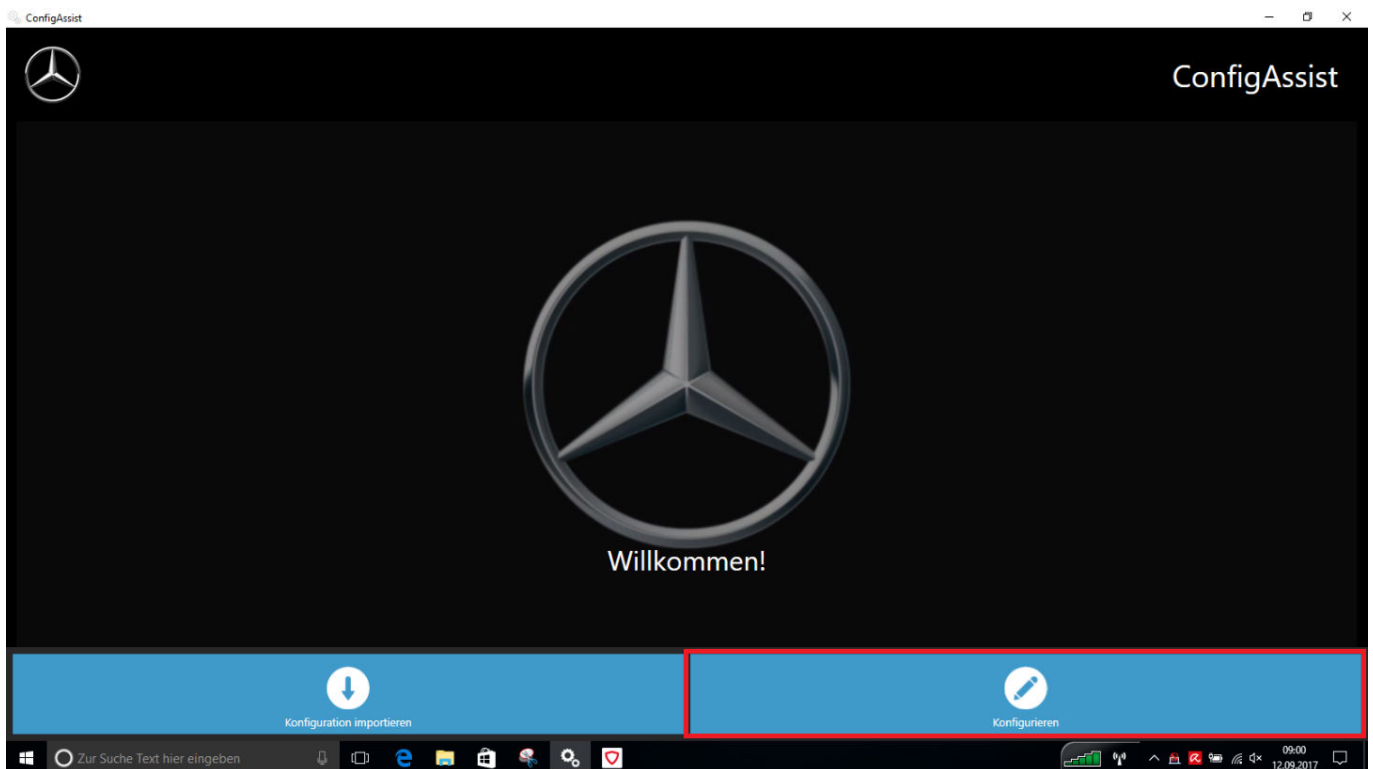 ConfigAssist
ConfigAssist
Willkommen!
Konfiguration importieren
Konfigurieren
Zur Suche Text hier eingeben
09:00
12.09.2017